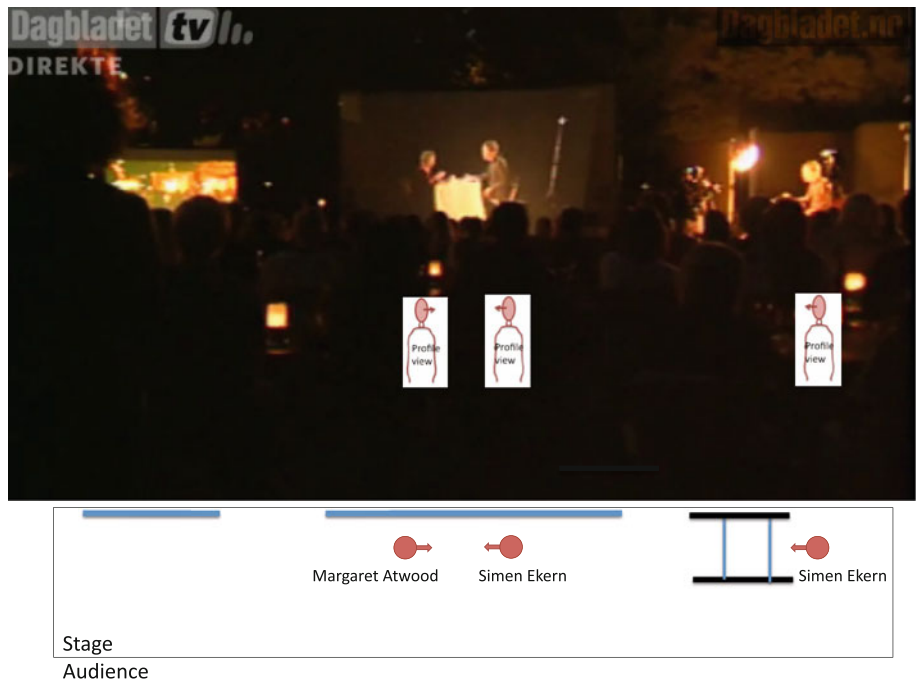 Dagbladet tv
Dagbladet.no
DIREKTE
Profile
view
Profile
view
Profile
view
Margaret Atwood
Simen Ekern
Simen Ekern
Stage
Audience